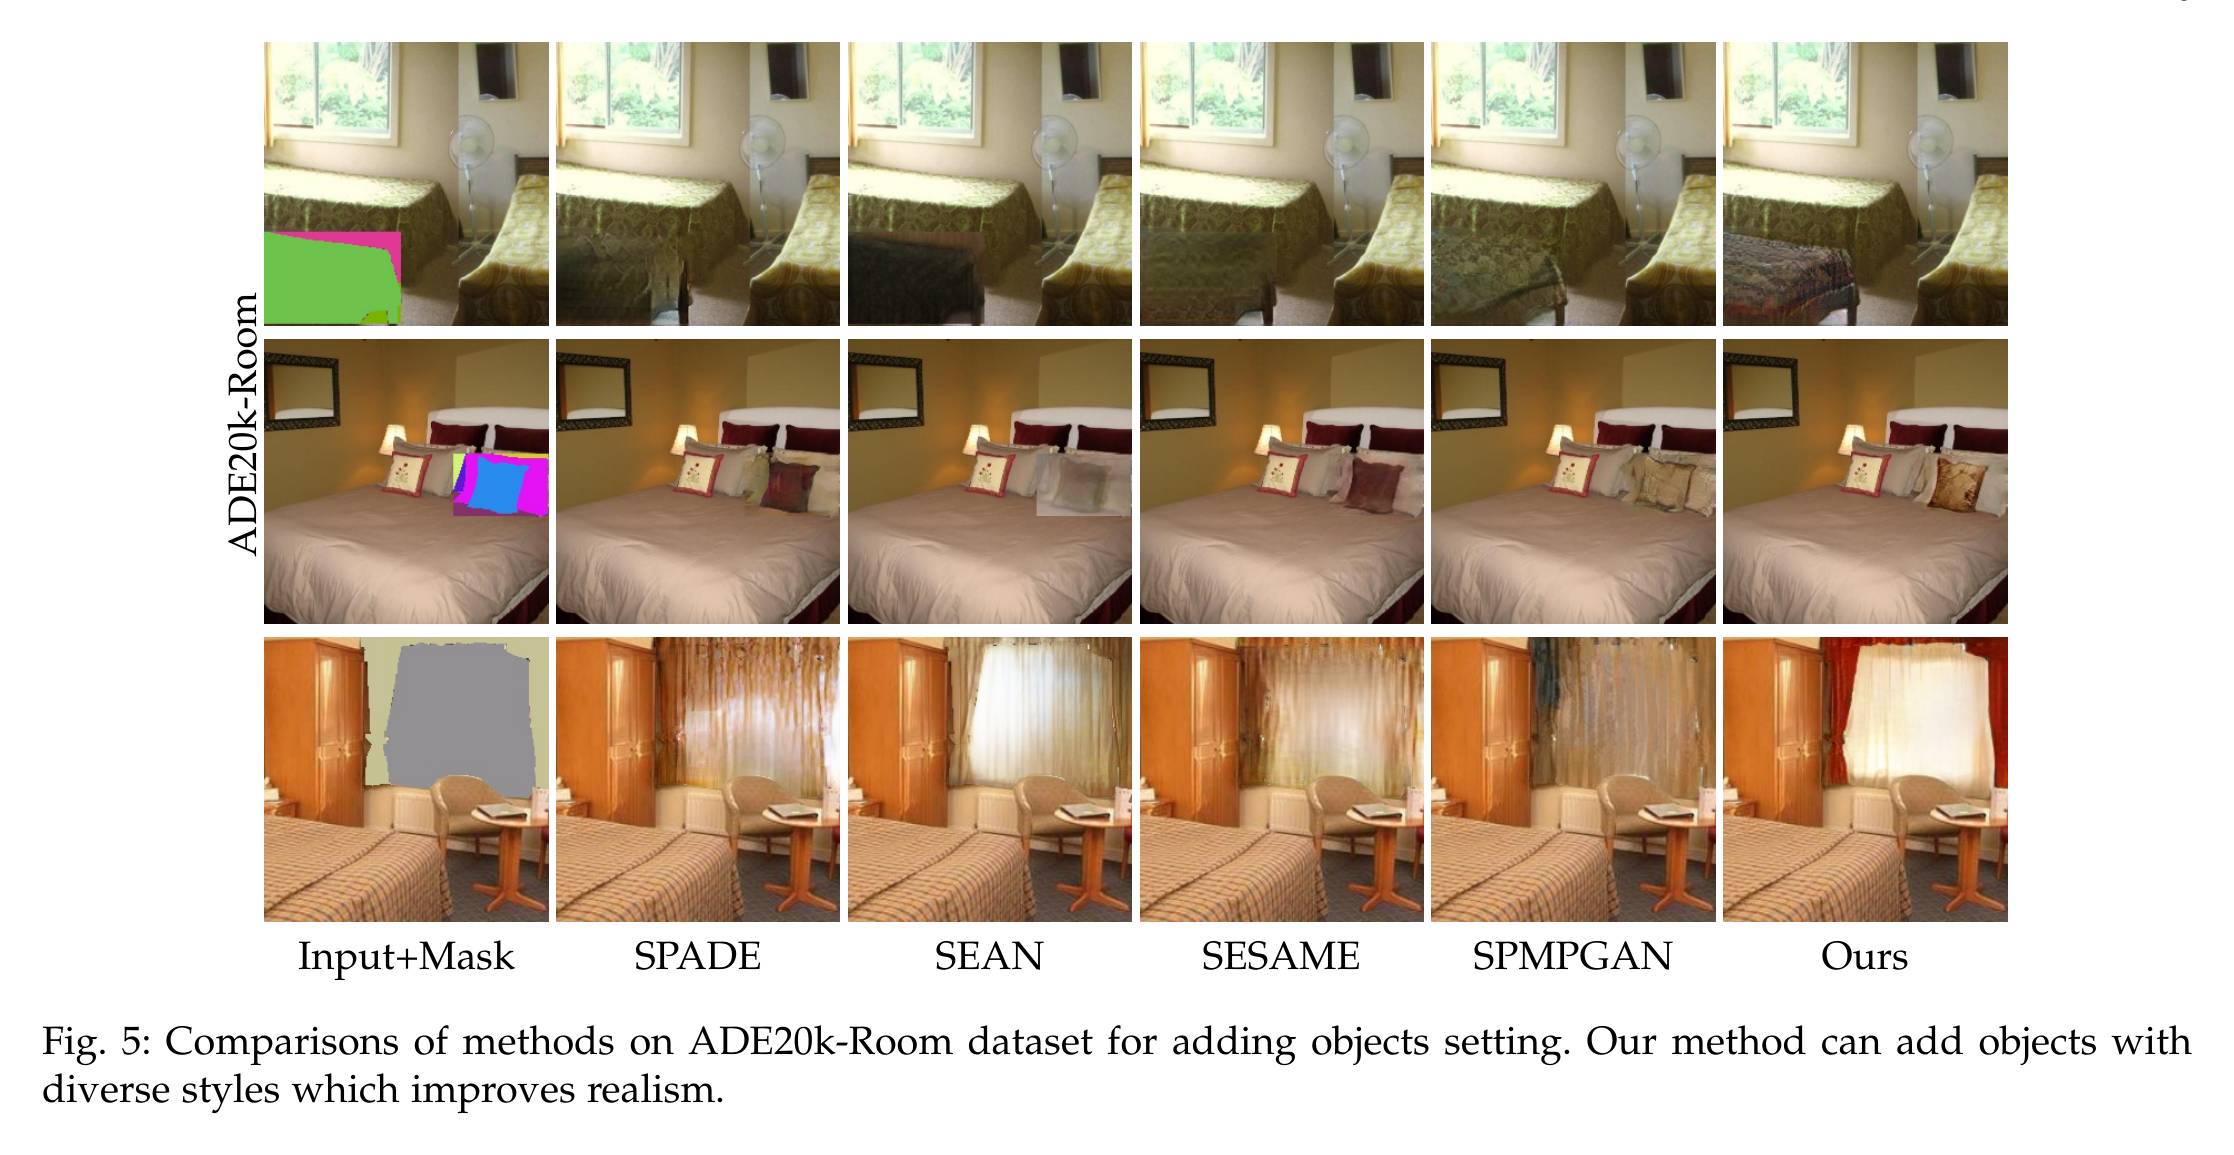 ADE20k-Room
Input+Mask SPADE SEAN SESAME SPMPGAN Ours
Fig. 5: Comparisons of methods on ADE20k-Room dataset for adding objects setting. Our method can add objects with
diverse styles which improves realism.